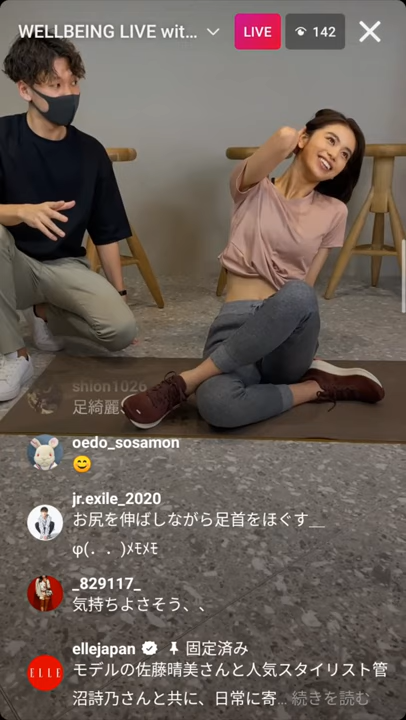 WELLBEING LIVE wit...
LIVE
142
shion1026
足綺麗、
oedo_sosamon
😊
jr.exile_2020
お尻を伸ばしながら足首をほぐす__
φ(．．)ﾒﾓﾒﾓ
_829117_
気持ちよさそう、、
ellejapan 固定済み
ELLE
モデルの佐藤晴美さんと人気スタイリスト管
沼詩乃さんと共に、日常に寄... 続きを読む